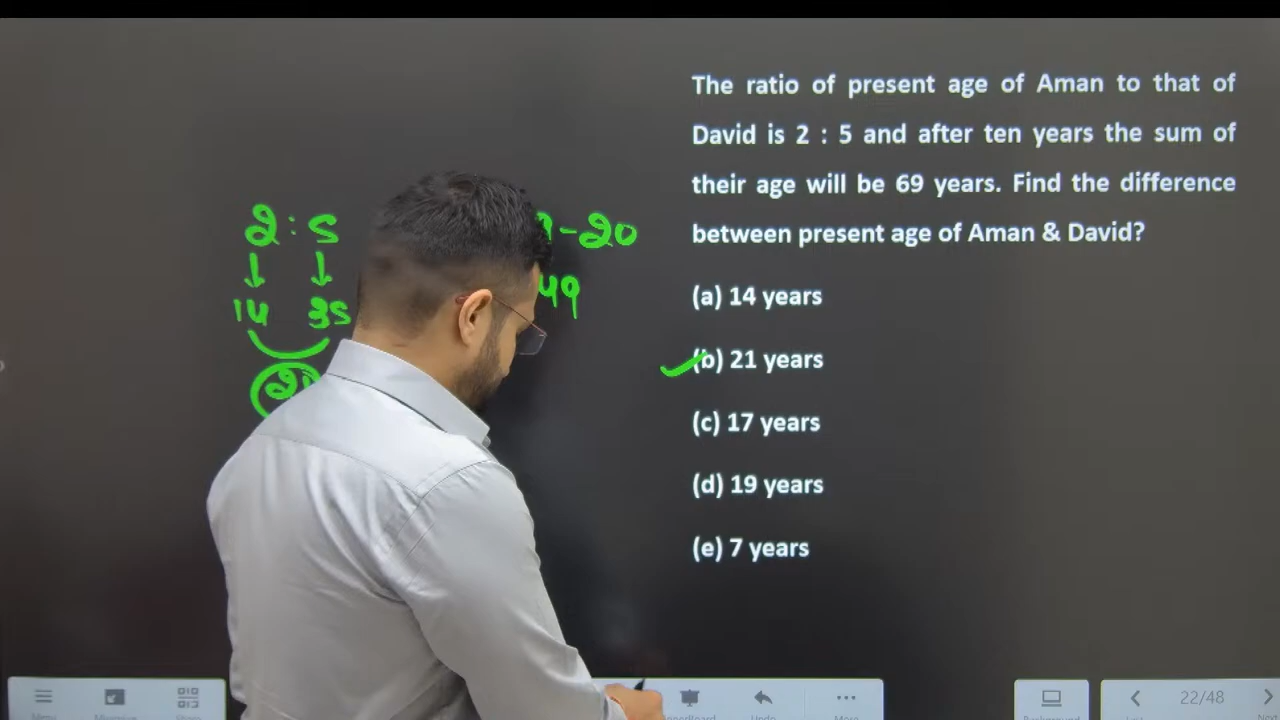 The ratio of present age of Aman to that of
David is 2 : 5 and after ten years the sum of
their age will be 69 years. Find the difference
between present age of Aman & David?
(a) 14 years
(b) 21 years
(c) 17 years
(d) 19 years
(e) 7 years
2 : 5
14 35
9 - 20
49
Undo
22/48